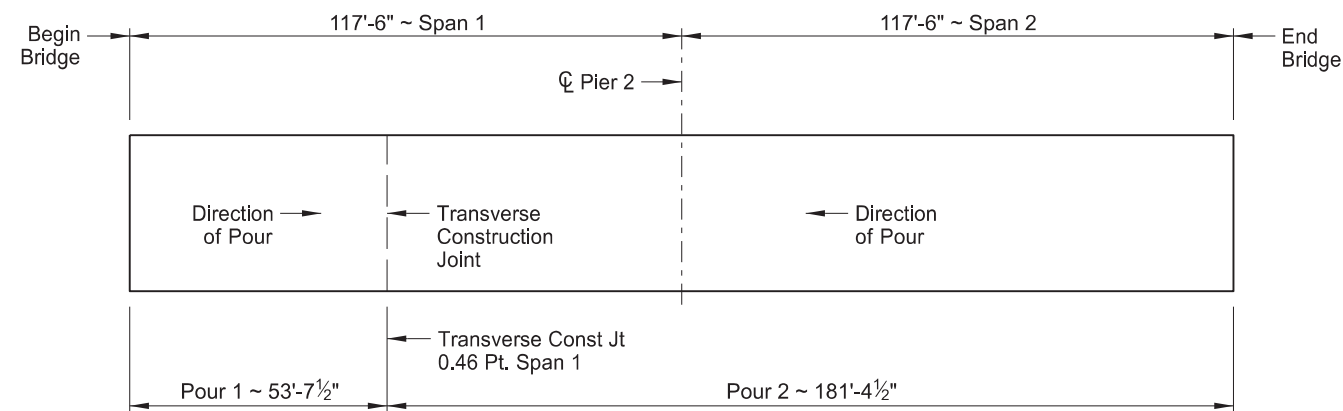 117'-6" ~ Span 1
117'-6" ~ Span 2
Begin
Bridge
End
Bridge
℄ Pier 2
Direction
of Pour
Transverse
Construction
Joint
Direction
of Pour
Transverse Const Jt
0.46 Pt. Span 1
Pour 1 ~ 53'-7½"
Pour 2 ~ 181'-4½"